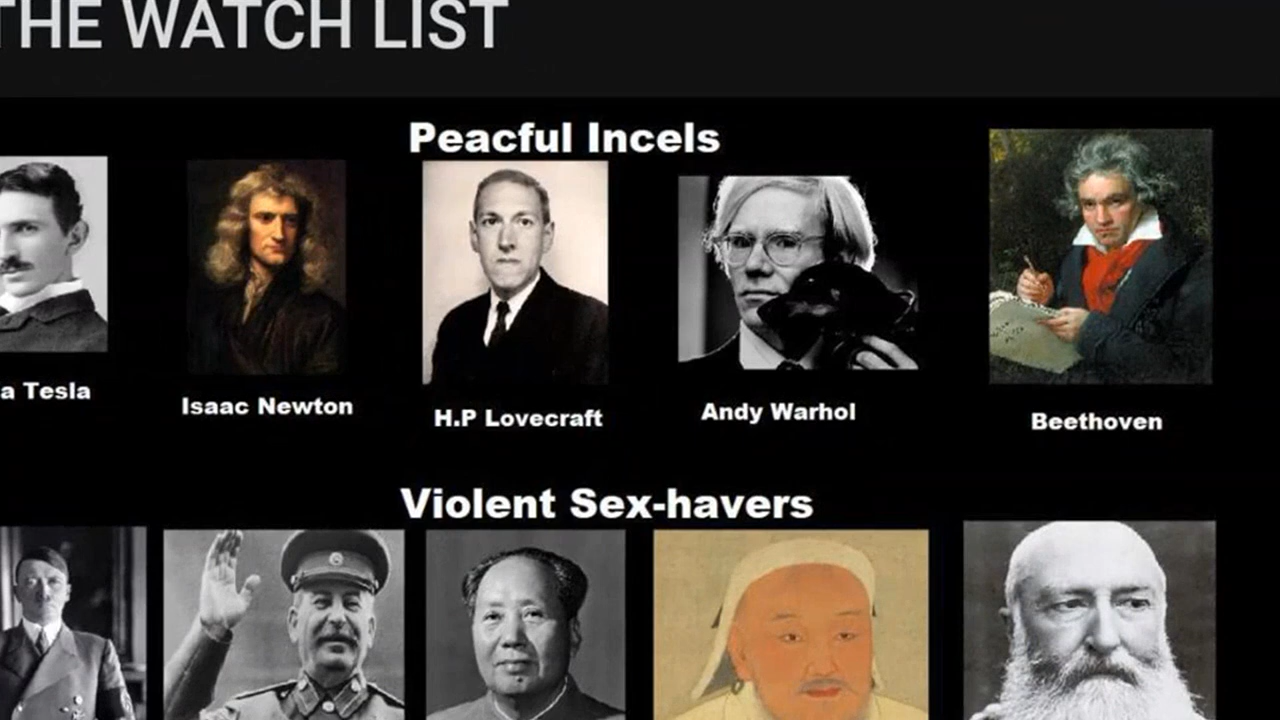 THE WATCH LIST
Peacful Incels
a Tesla
Isaac Newton
H.P Lovecraft
Andy Warhol
Beethoven
Violent Sex-havers